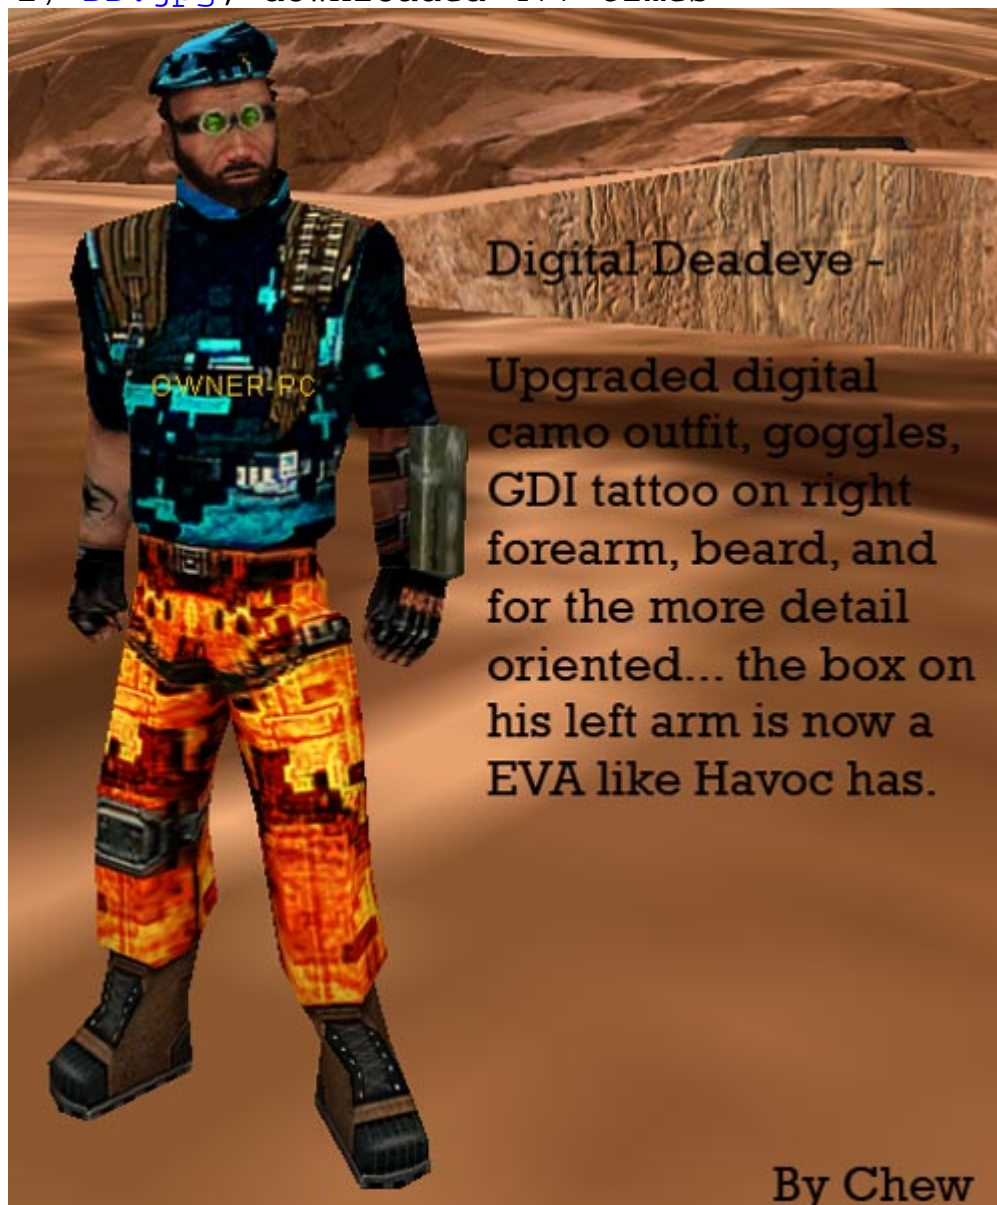 Digital Deadeye -
OWNER-PC
Upgraded digital
camo outfit, goggles,
GDI tattoo on right
forearm, beard, and
for the more detail
oriented... the box on
his left arm is now a
EVA like Havoc has.
By Chew